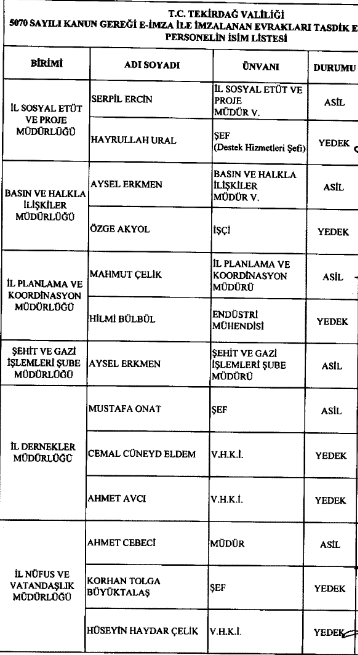 T.C. TEKİRDAĞ VALİLİĞİ
5070 SAYILI KANUN GEREĞİ E-İMZA İLE İMZALANAN EVRAKLARI TASDİK E
PERSONELİN İSİM LİSTESİ
BİRİMİ ADI SOYADI ÜNVANI DURUMU
İL SOSYAL ETÜT
VE PROJE
MÜDÜRLÜĞÜ
SERPİL ERCİN
İL SOSYAL ETÜT VE
PROJE
MÜDÜR V.
ASİL
HAYRULLAH URAL
ŞEF
(Destek Hizmetleri Şefi)
YEDEK
BASIN VE HALKLA
İLİŞKİLER
MÜDÜRLÜĞÜ
AYSEL ERKMEN
BASIN VE HALKLA
İLİŞKİLER
MÜDÜR V.
ASİL
ÖZGE AKYOL
İŞÇİ
YEDEK
İL PLANLAMA VE
KOORDİNASYON
MÜDÜRLÜĞÜ
MAHMUT ÇELİK
İL PLANLAMA VE
KOORDİNASYON
MÜDÜRÜ
ASİL
HİLMİ BÜLBÜL
ENDÜSTRİ
MÜHENDİSİ
YEDEK
ŞEHİT VE GAZİ
İŞLEMLERİ ŞUBE
MÜDÜRLÜĞÜ
AYSEL ERKMEN
ŞEHİT VE GAZİ
İŞLEMLERİ ŞUBE
MÜDÜRÜ
ASİL
İL DERNEKLER
MÜDÜRLÜĞÜ
MUSTAFA ONAT
ŞEF
ASİL
CEMAL CÜNEYD ELDEM
V.H.K.İ.
YEDEK
AHMET AVCI
V.H.K.İ.
YEDEK
İL NÜFUS VE
VATANDAŞLIK
MÜDÜRLÜĞÜ
AHMET CEBECİ
MÜDÜR
ASİL
KORHAN TOLGA
BÜYÜKTALAŞ
ŞEF
YEDEK
HÜSEYİN HAYDAR ÇELİK
V.H.K.İ.
YEDEK